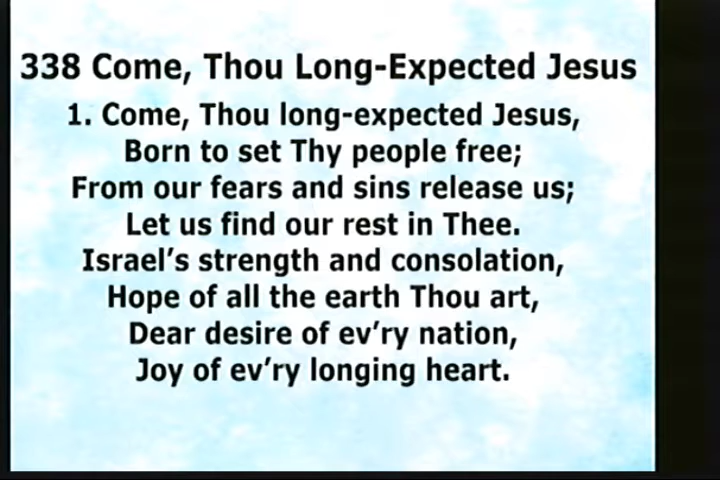 338 Come, Thou Long-Expected Jesus
1. Come, Thou long-expected Jesus,
Born to set Thy people free;
From our fears and sins release us;
Let us find our rest in Thee.
Israel’s strength and consolation,
Hope of all the earth Thou art,
Dear desire of ev’ry nation,
Joy of ev’ry longing heart.